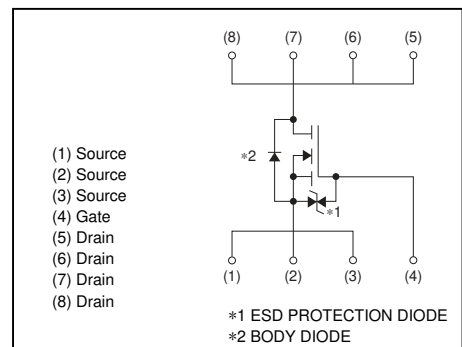 (8) (7) (6) (5)
∗2
∗1
(1) Source
(2) Source
(3) Source
(4) Gate
(5) Drain
(6) Drain
(7) Drain
(8) Drain
(1) (2) (3) (4)
∗1 ESD PROTECTION DIODE
∗2 BODY DIODE